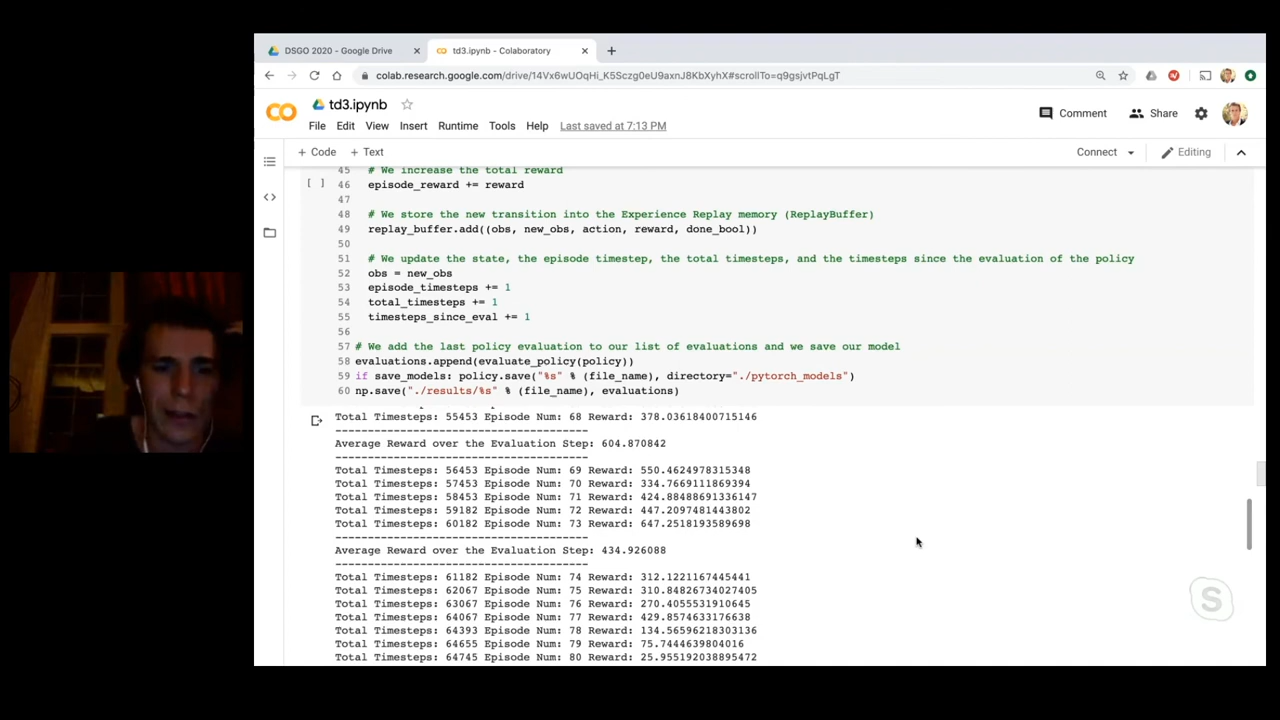 DSGO 2020 - Google Drive
td3.ipynb - Colaboratory
colab.research.google.com/drive/14Vx6wUOqHi_K5Sczg0eU9axnJ8KbXyhX#scrollTo=q9gsjvtPqLgT
td3.ipynb
Comment
Share
File Edit View Insert Runtime Tools Help Last saved at 7:13 PM
+ Code + Text
Connect
Editing
45 # We increase the total reward
[ ] 46 episode_reward += reward
47
48 # We store the new transition into the Experience Replay memory (ReplayBuffer)
49 replay_buffer.add((obs, new_obs, action, reward, done_bool))
50
51 # We update the state, the episode timestep, the total timesteps, and the timesteps since the evaluation of the policy
52 obs = new_obs
53 episode_timesteps += 1
54 total_timesteps += 1
55 timesteps_since_eval += 1
56
57 # We add the last policy evaluation to our list of evaluations and we save our model
58 evaluations.append(evaluate_policy(policy))
59 if save_models: policy.save("%s" % (file_name), directory="./pytorch_models")
60 np.save("./results/%s" % (file_name), evaluations)
Total Timesteps: 55453 Episode Num: 68 Reward: 378.03618400715146
---------------------------------------
Average Reward over the Evaluation Step: 604.870842
---------------------------------------
Total Timesteps: 56453 Episode Num: 69 Reward: 550.4624978315348
Total Timesteps: 57453 Episode Num: 70 Reward: 334.7669111869394
Total Timesteps: 58453 Episode Num: 71 Reward: 424.88488691336147
Total Timesteps: 59182 Episode Num: 72 Reward: 447.2097481443802
Total Timesteps: 60182 Episode Num: 73 Reward: 647.2518193589698
---------------------------------------
Average Reward over the Evaluation Step: 434.926088
---------------------------------------
Total Timesteps: 61182 Episode Num: 74 Reward: 312.1221167445441
Total Timesteps: 62067 Episode Num: 75 Reward: 310.84826734027405
Total Timesteps: 63067 Episode Num: 76 Reward: 270.4055531910645
Total Timesteps: 64067 Episode Num: 77 Reward: 429.8574633176638
Total Timesteps: 64393 Episode Num: 78 Reward: 134.56596218303136
Total Timesteps: 64655 Episode Num: 79 Reward: 75.7444639804016
Total Timesteps: 64745 Episode Num: 80 Reward: 25.955192038895472